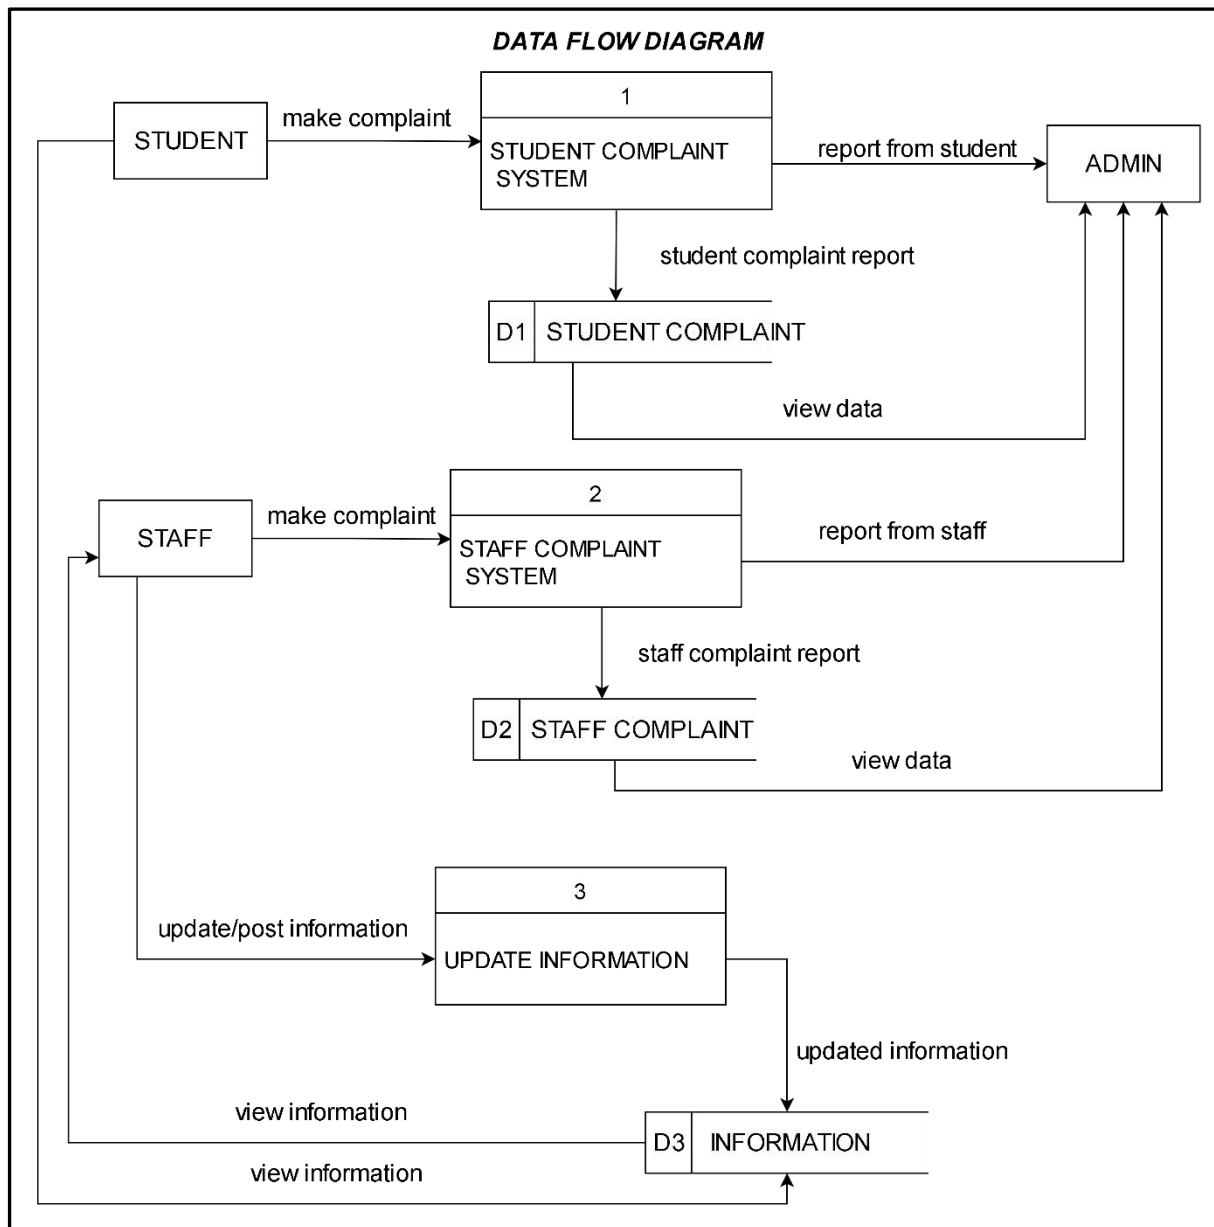 DATA FLOW DIAGRAM
1
STUDENT
make complaint
STUDENT COMPLAINT
SYSTEM
report from student
ADMIN
student complaint report
D1
STUDENT COMPLAINT
view data
2
STAFF
make complaint
STAFF COMPLAINT
SYSTEM
report from staff
staff complaint report
D2
STAFF COMPLAINT
view data
3
update/post information
UPDATE INFORMATION
updated information
view information
D3
INFORMATION
view information